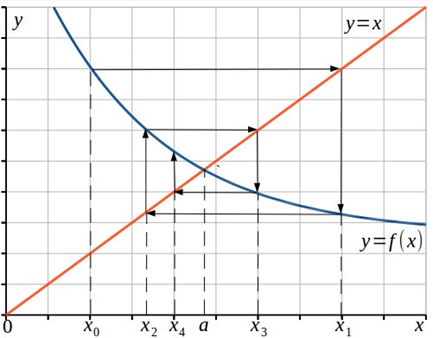 y
y=x
y=f(x)
0 x₀ x₂ x₄ a x₃ x₁ x